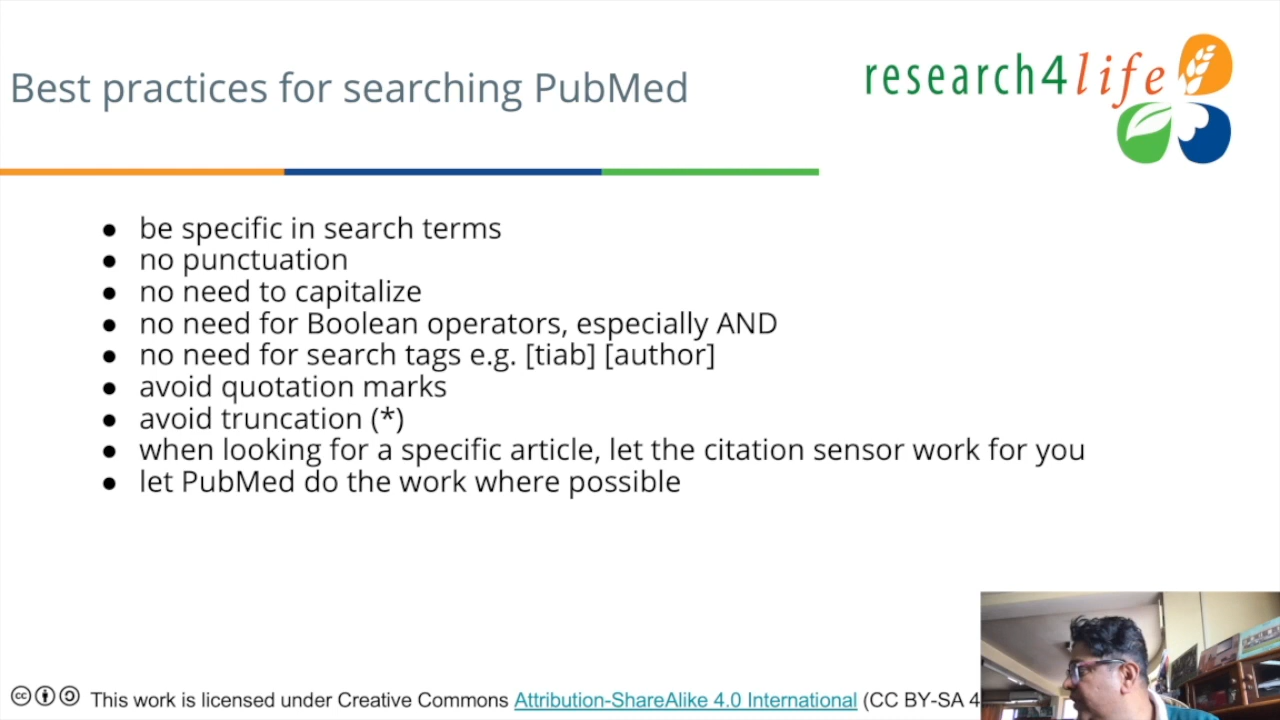 Best practices for searching PubMed
research4life
● be specific in search terms
● no punctuation
● no need to capitalize
● no need for Boolean operators, especially AND
● no need for search tags e.g. [tiab] [author]
● avoid quotation marks
● avoid truncation (*)
● when looking for a specific article, let the citation sensor work for you
● let PubMed do the work where possible
This work is licensed under Creative Commons Attribution-ShareAlike 4.0 International (CC BY-SA 4